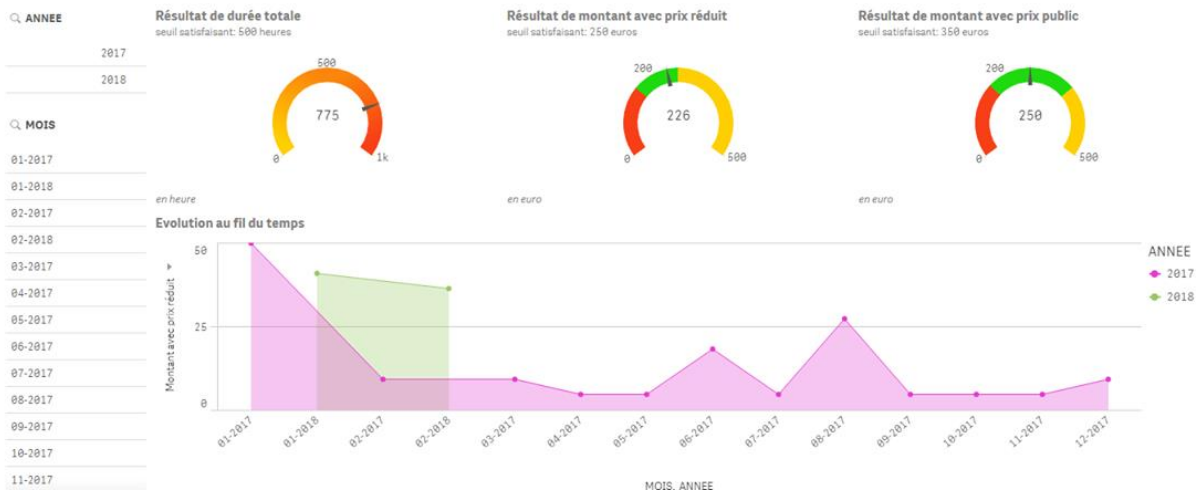 ANNEE
2017
2018
MOIS
01-2017
01-2018
02-2017
02-2018
03-2017
04-2017
05-2017
06-2017
07-2017
08-2017
09-2017
10-2017
11-2017
Résultat de durée totale
seuil satisfaisant: 500 heures
500
775
0
1k
en heure
Résultat de montant avec prix réduit
seuil satisfaisant: 250 euros
200
226
0
500
en euro
Résultat de montant avec prix public
seuil satisfaisant: 350 euros
200
250
0
500
en euro
Evolution au fil du temps
Montant avec prix réduit
50
25
0
01-2017
01-2018
02-2017
02-2018
03-2017
04-2017
05-2017
06-2017
07-2017
08-2017
09-2017
10-2017
11-2017
12-2017
MOIS, ANNEE
ANNEE
2017
2018